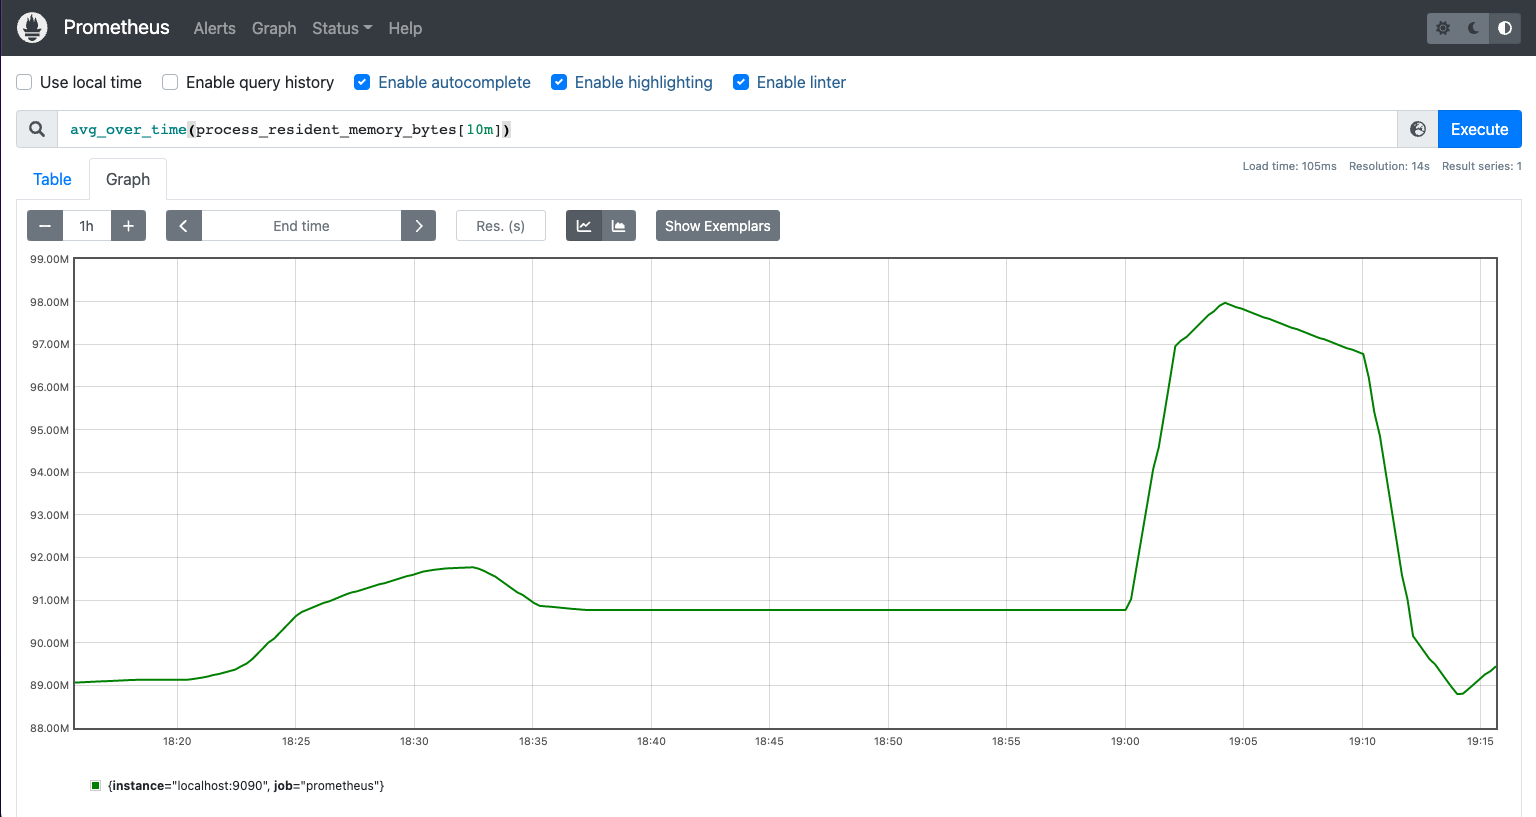 Prometheus Alerts Graph Status Help
Use local time Enable query history Enable autocomplete Enable highlighting Enable linter
avg_over_time(process_resident_memory_bytes[10m]) Execute
Load time: 105ms Resolution: 14s Result series: 1
Table Graph
1h End time Res. (s) Show Exemplars
99.00M
98.00M
97.00M
96.00M
95.00M
94.00M
93.00M
92.00M
91.00M
90.00M
89.00M
88.00M
18:20 18:25 18:30 18:35 18:40 18:45 18:50 18:55 19:00 19:05 19:10 19:15
{instance="localhost:9090", job="prometheus"}